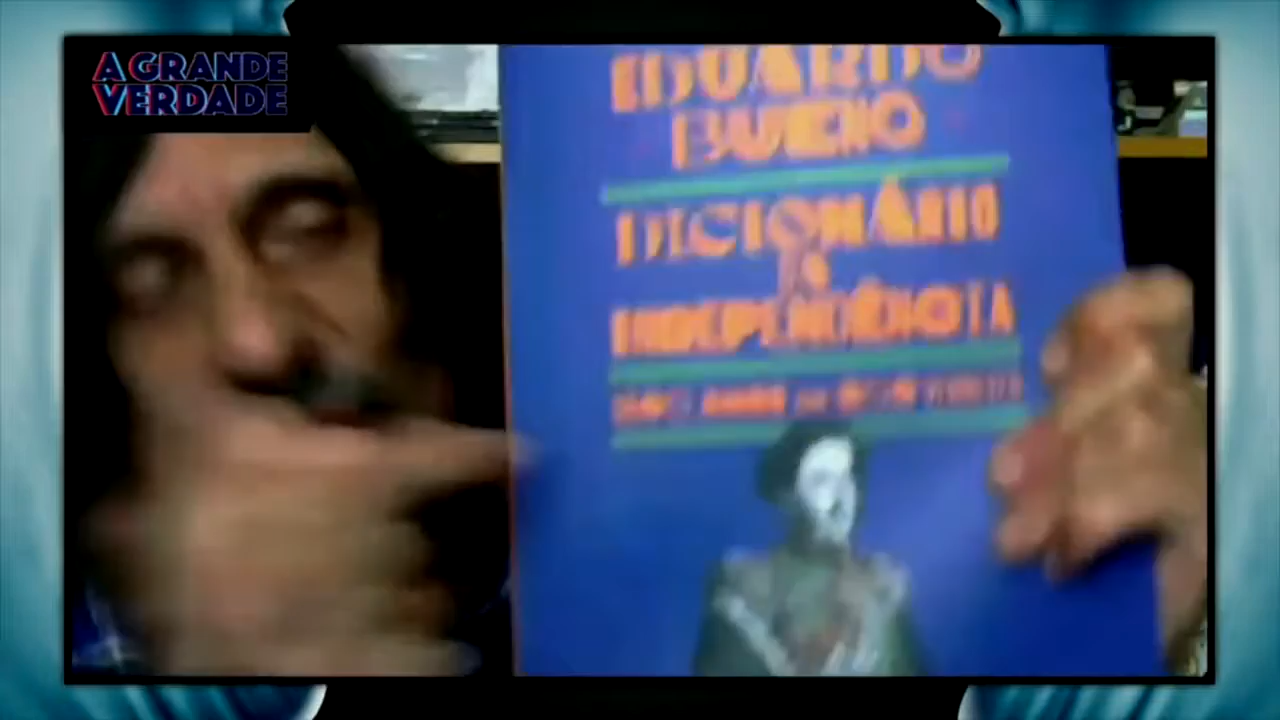 A GRANDE
VERDADE
EDUARDO
BUENO
DICIONÁRIO
DA
INDEPENDÊNCIA